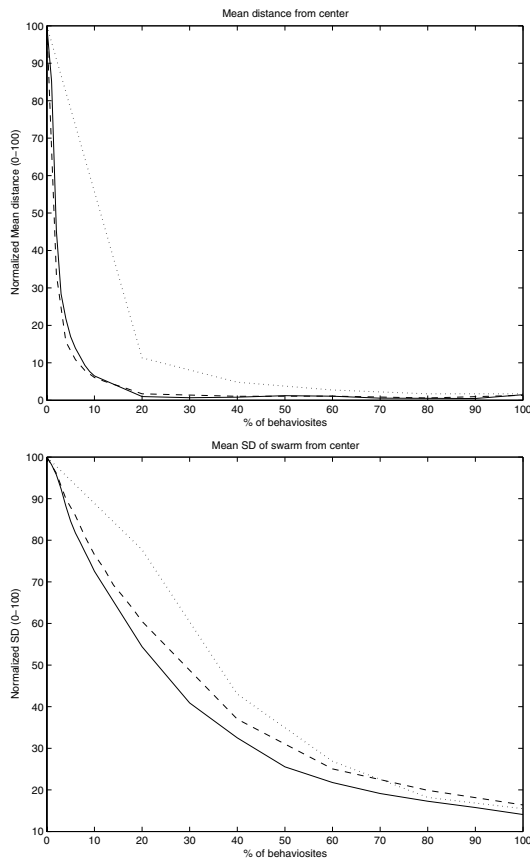 Mean distance from center
100
90
80
70
60
50
40
30
20
10
0
Normalized Mean distance (0–100)
0 10 20 30 40 50 60 70 80 90 100
% of behaviosites
Mean SD of swarm from center
100
90
80
70
60
50
40
30
20
10
Normalized SD (0–100)
0 10 20 30 40 50 60 70 80 90 100
% of behaviosites